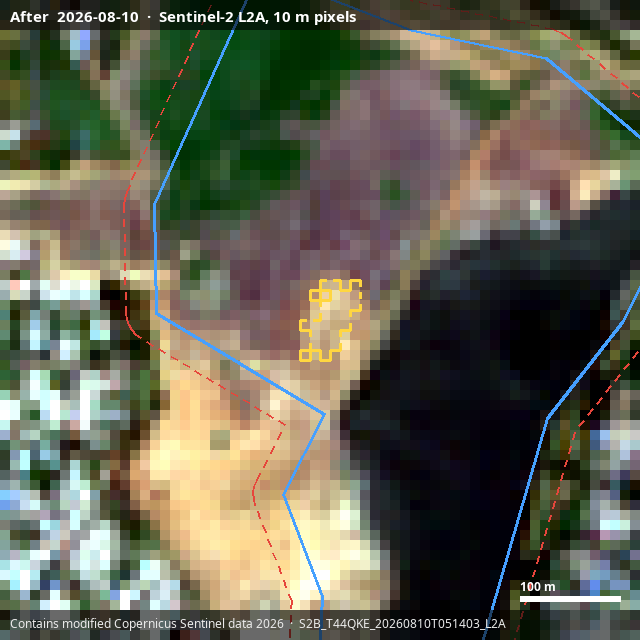 After 2026-08-10 · Sentinel-2 L2A, 10 m pixels
100 m
Contains modified Copernicus Sentinel data 2026 · S2B_T44QKE_20260810T051403_L2A